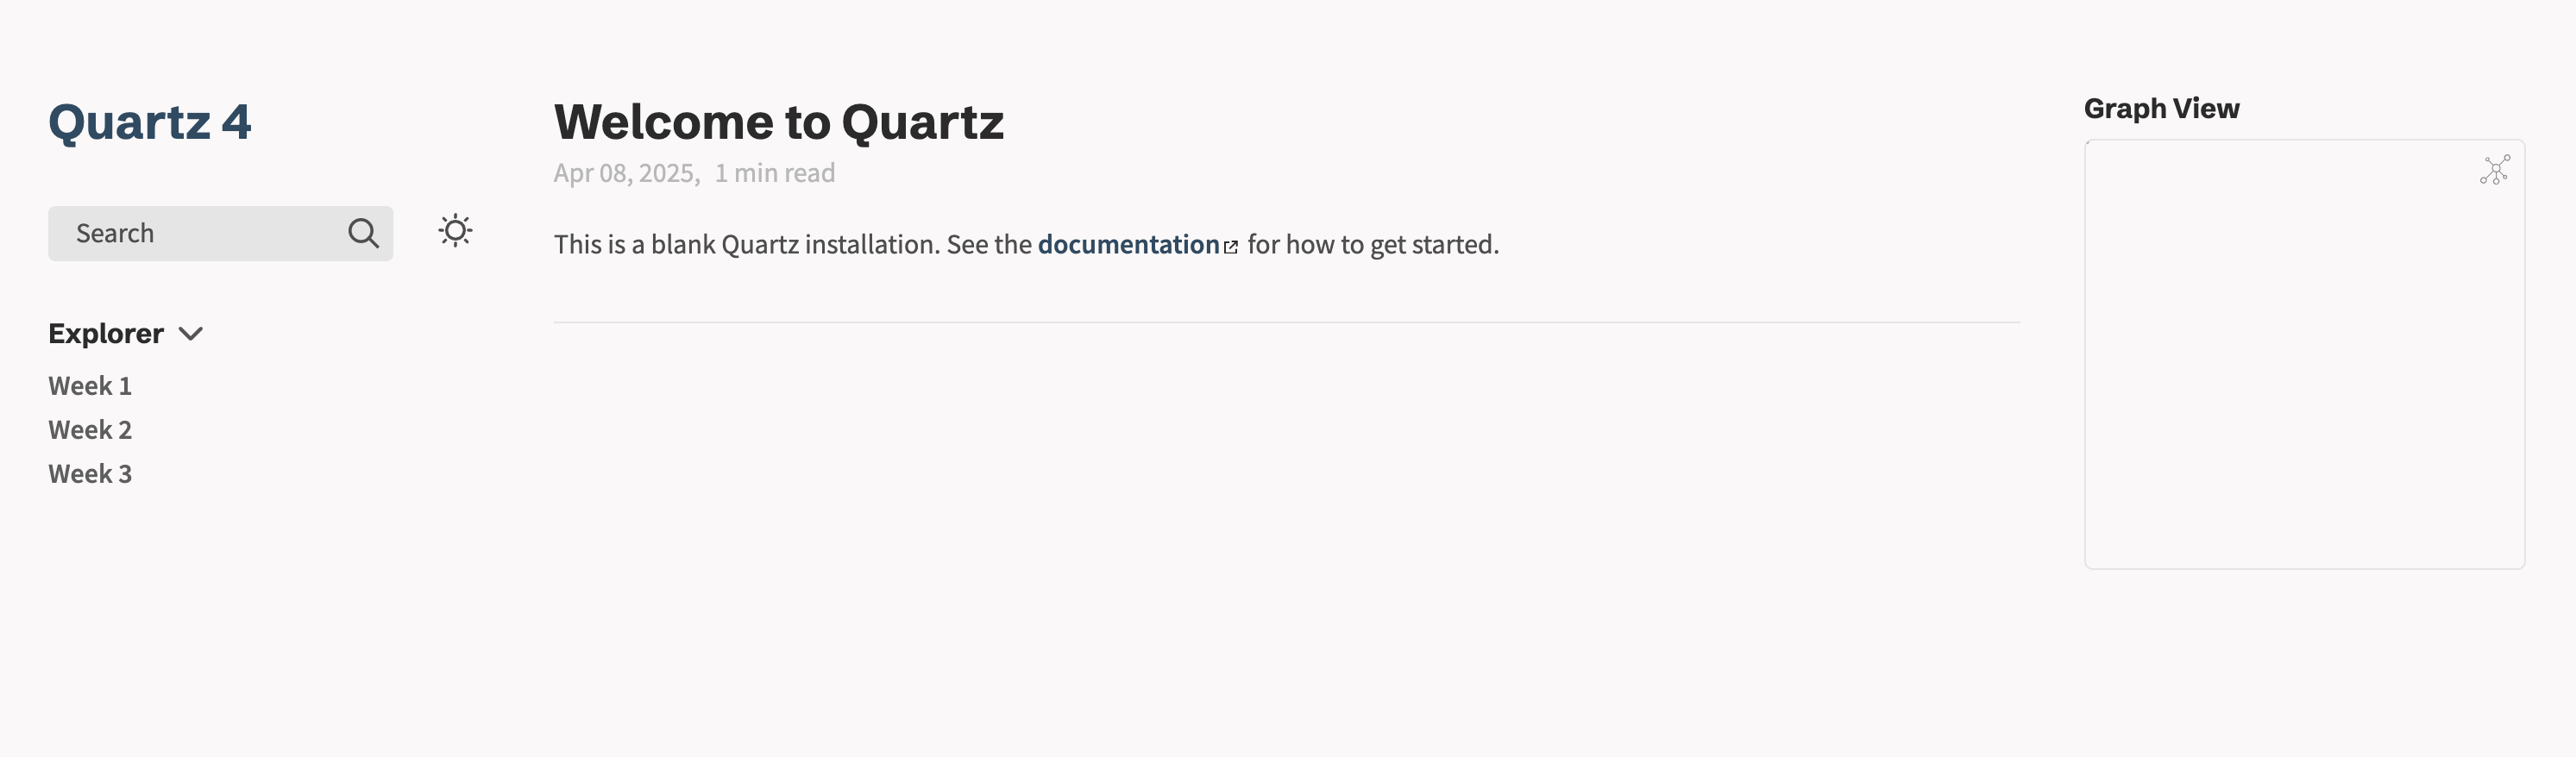 Quartz 4
Search
Explorer
Week 1
Week 2
Week 3
Welcome to Quartz
Apr 08, 2025, 1 min read
This is a blank Quartz installation. See the documentation for how to get started.
Graph View